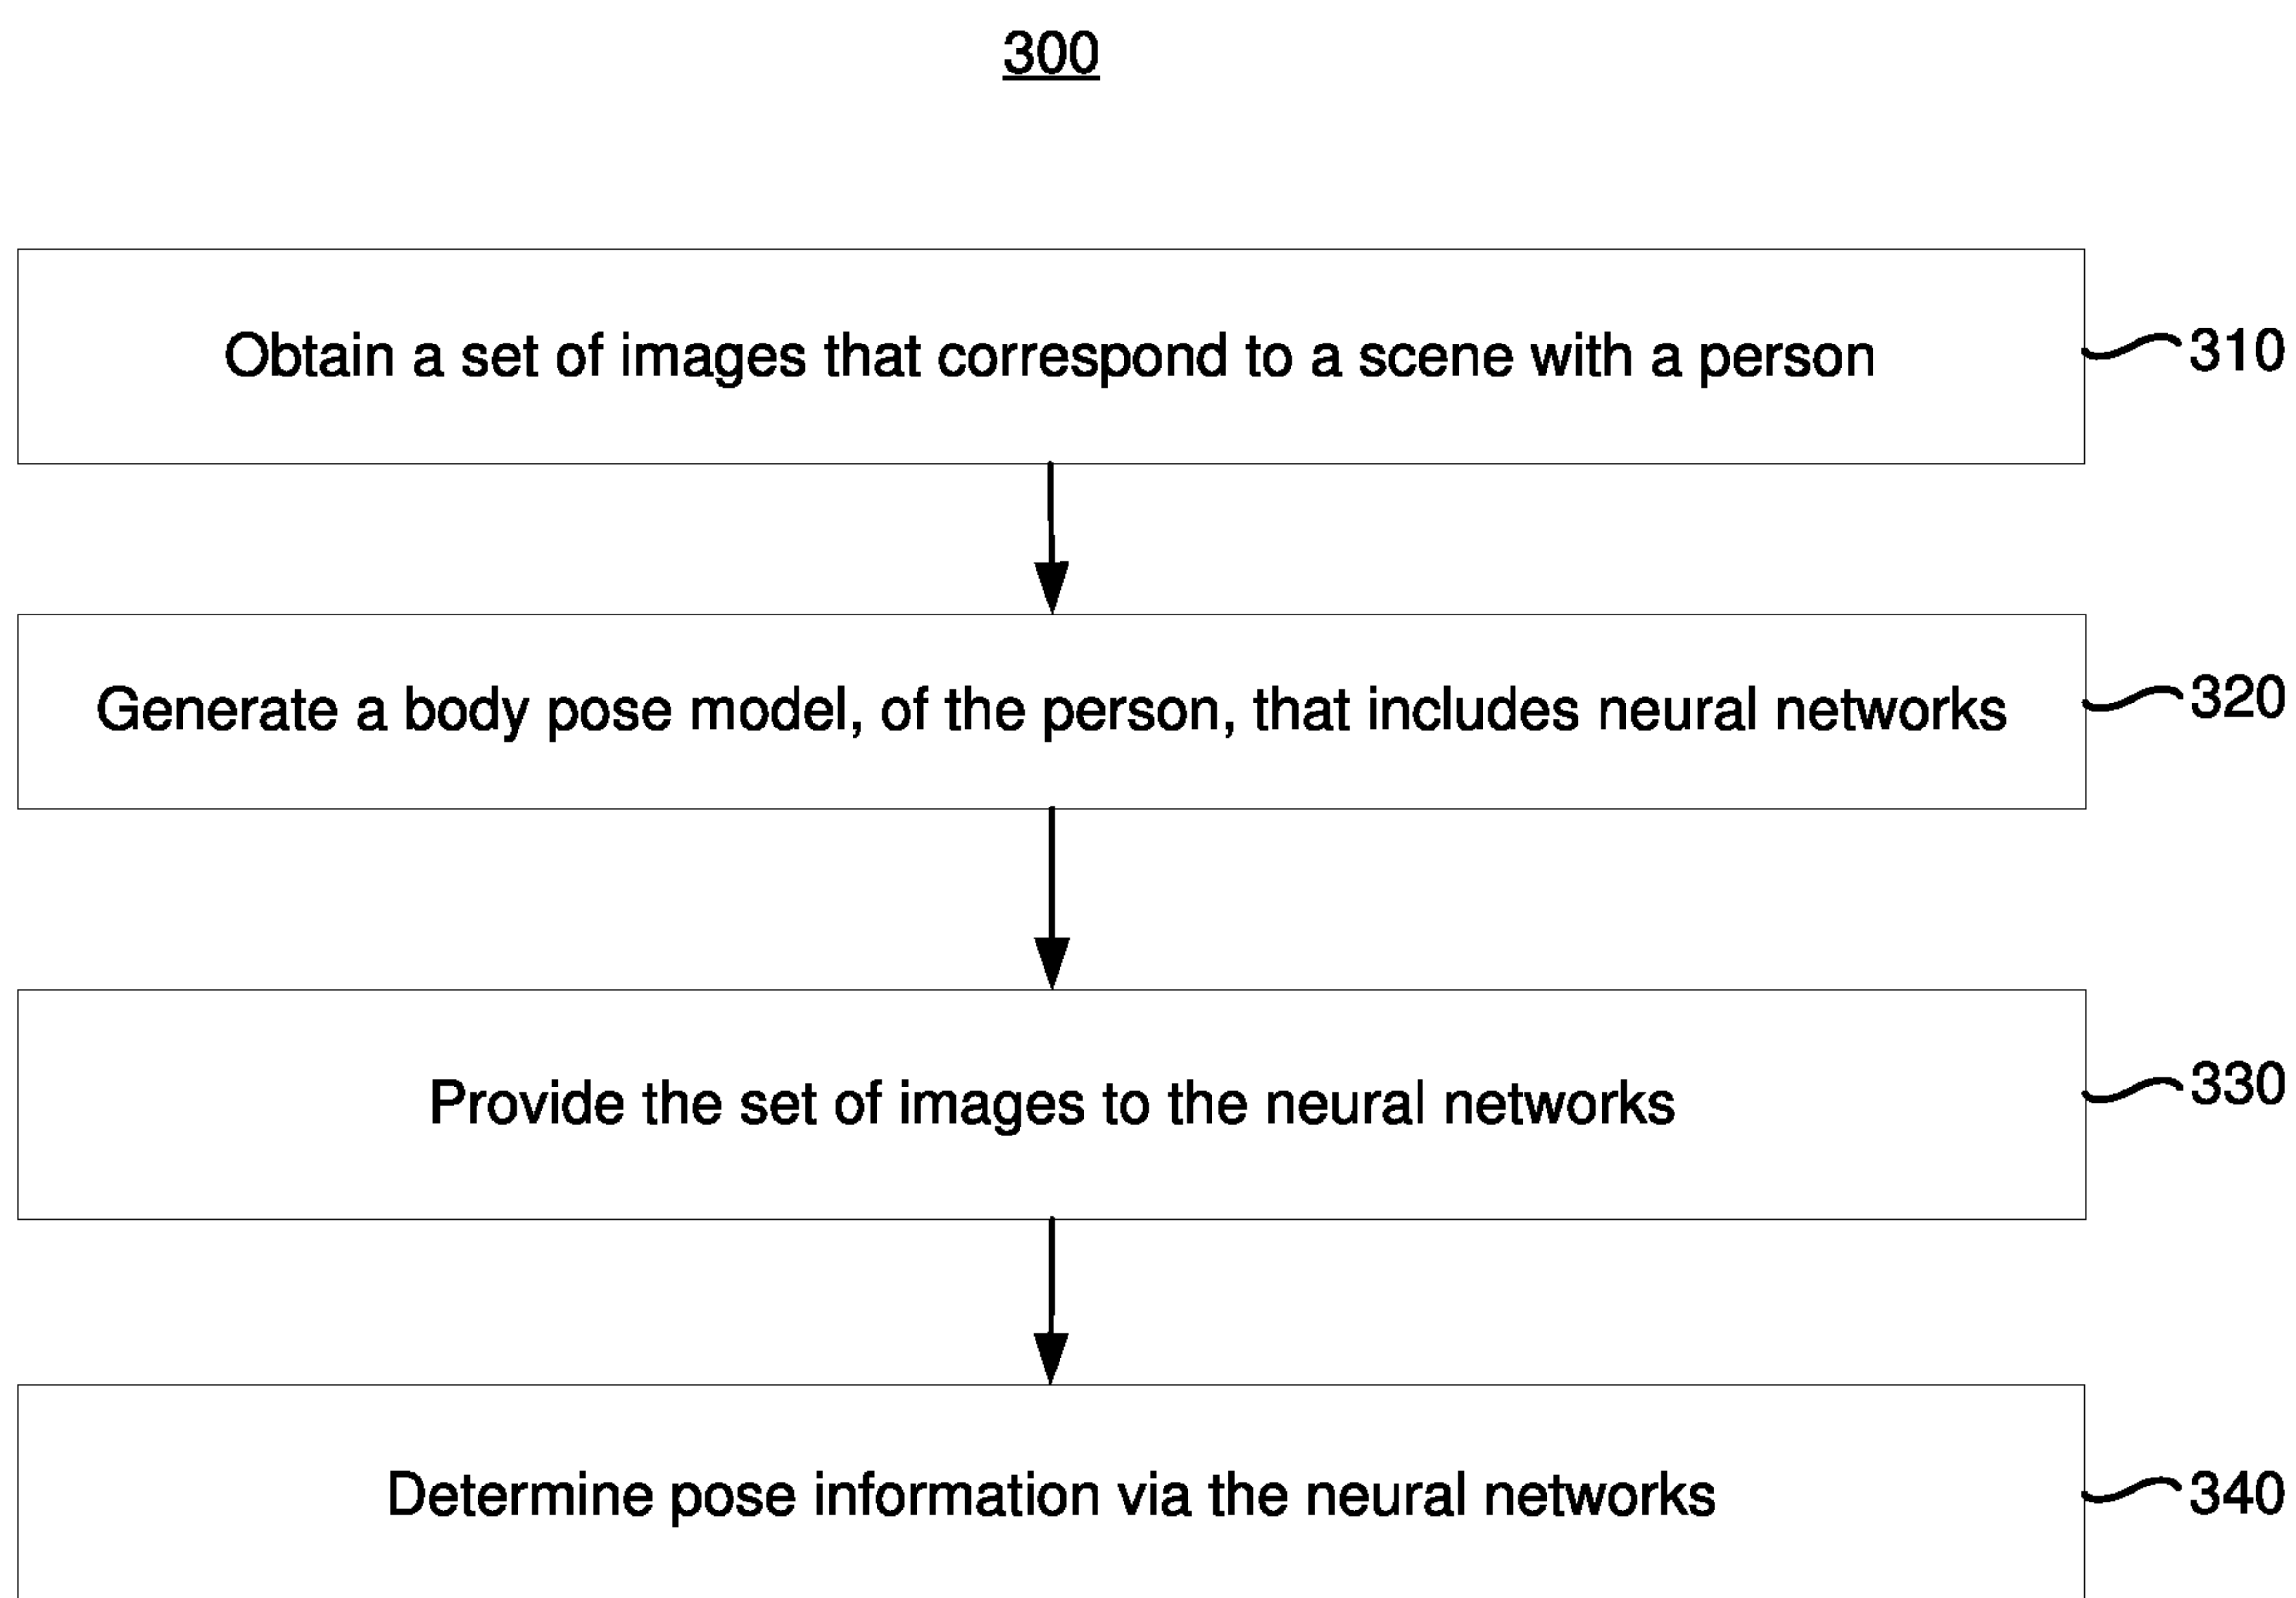 300
Obtain a set of images that correspond to a scene with a person
310
Generate a body pose model, of the person, that includes neural networks
320
Provide the set of images to the neural networks
330
Determine pose information via the neural networks
340